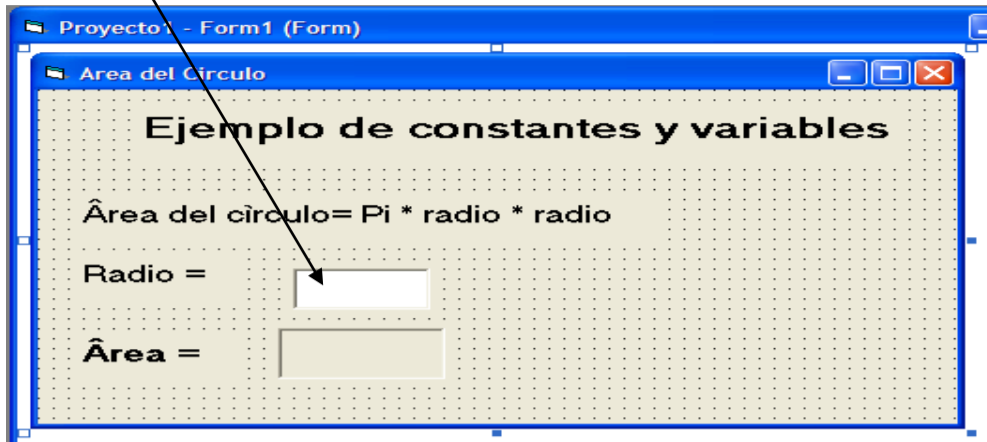 Proyecto1 - Form1 (Form)
Area del Circulo
Ejemplo de constantes y variables
Ârea del cìrculo= Pi * radio * radio
Radio =
Ârea =